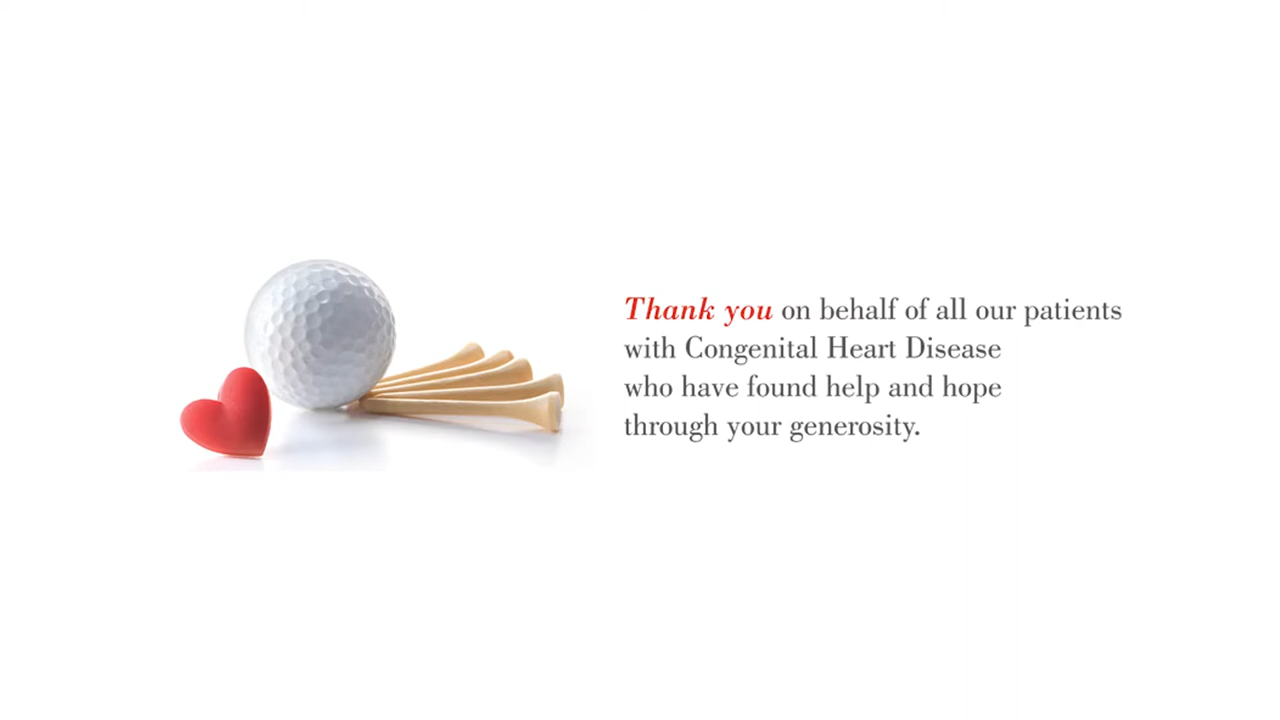 Thank you on behalf of all our patients
with Congenital Heart Disease
who have found help and hope
through your generosity.